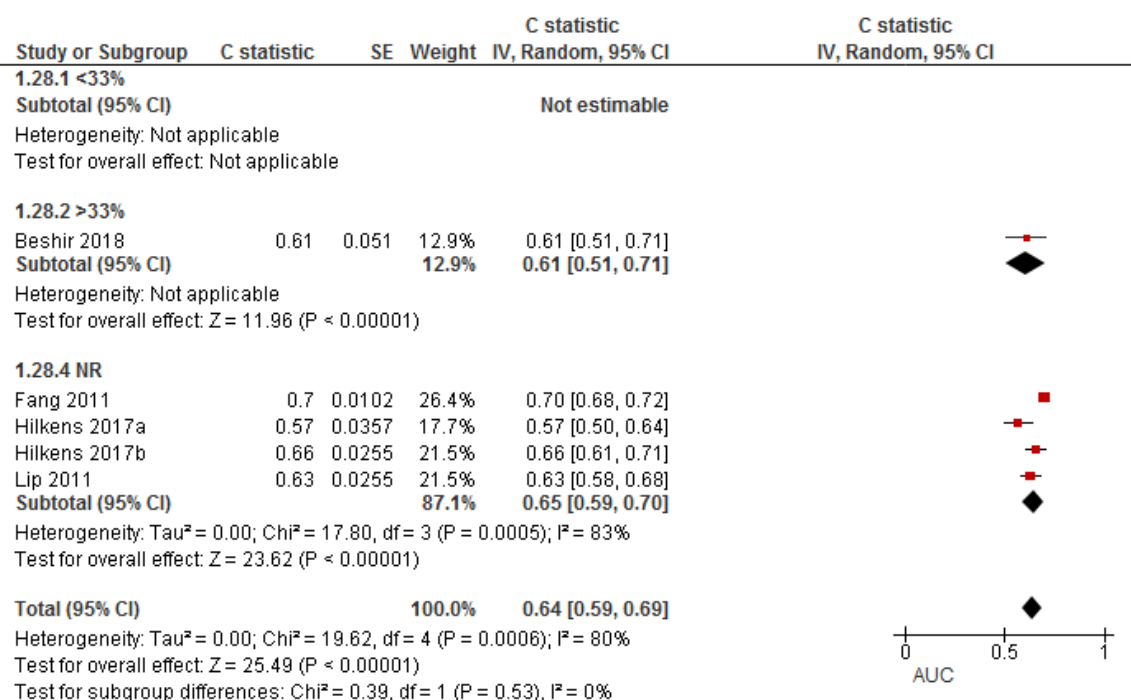 C statistic C statistic
Study or Subgroup C statistic SE Weight IV, Random, 95% CI IV, Random, 95% CI
1.28.1 <33%
Subtotal (95% CI) Not estimable
Heterogeneity: Not applicable
Test for overall effect: Not applicable
1.28.2 >33%
Beshir 2018 0.61 0.051 12.9% 0.61 [0.51, 0.71]
Subtotal (95% CI) 12.9% 0.61 [0.51, 0.71]
Heterogeneity: Not applicable
Test for overall effect: Z = 11.96 (P < 0.00001)
1.28.4 NR
Fang 2011 0.7 0.0102 26.4% 0.70 [0.68, 0.72]
Hilkens 2017a 0.57 0.0357 17.7% 0.57 [0.50, 0.64]
Hilkens 2017b 0.66 0.0255 21.5% 0.66 [0.61, 0.71]
Lip 2011 0.63 0.0255 21.5% 0.63 [0.58, 0.68]
Subtotal (95% CI) 87.1% 0.65 [0.59, 0.70]
Heterogeneity: Tau² = 0.00; Chi² = 17.80, df = 3 (P = 0.0005); I² = 83%
Test for overall effect: Z = 23.62 (P < 0.00001)
Total (95% CI) 100.0% 0.64 [0.59, 0.69]
Heterogeneity: Tau² = 0.00; Chi² = 19.62, df = 4 (P = 0.0006); I² = 80%
Test for overall effect: Z = 25.49 (P < 0.00001)
Test for subgroup differences: Chi² = 0.39, df = 1 (P = 0.53), I² = 0%
0 0.5 1
AUC